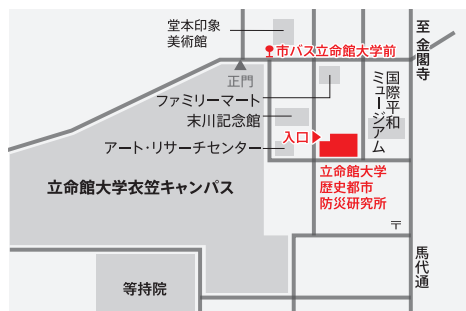 堂本印象
美術館
至 金閣寺
市バス立命館大学前
正門
国際平和
ミュージアム
ファミリーマート
末川記念館
入口
アート・リサーチセンター
立命館大学
歴史都市
防災研究所
立命館大学衣笠キャンパス
〒
馬代通
等持院